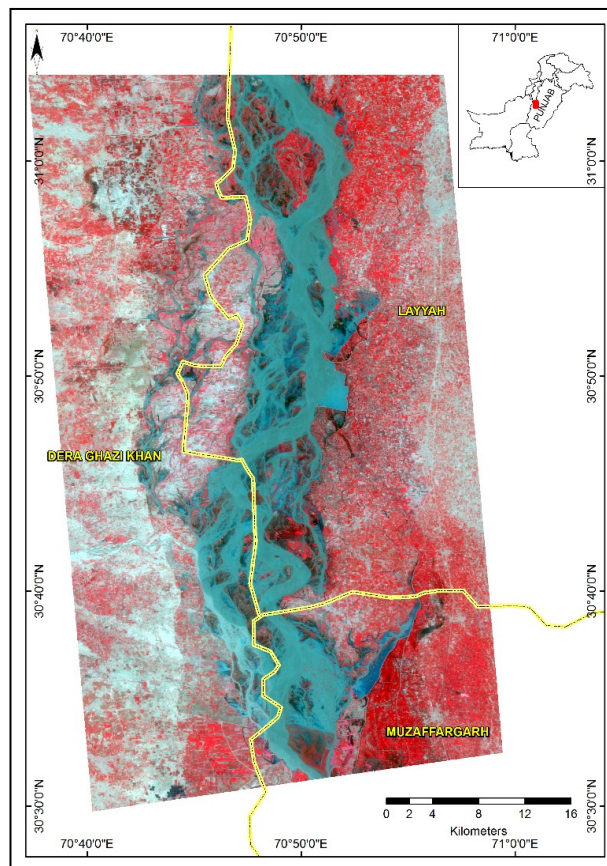 70°40'0"E
70°50'0"E
71°0'0"E
PUNJAB
31°0'0"N
31°0'0"N
LAYYAH
30°50'0"N
30°50'0"N
DERA GHAZI KHAN
30°40'0"N
30°40'0"N
MUZAFFARGARH
0 2 4 8 12 16
Kilometers
30°30'0"N
30°30'0"N
70°40'0"E
70°50'0"E
71°0'0"E